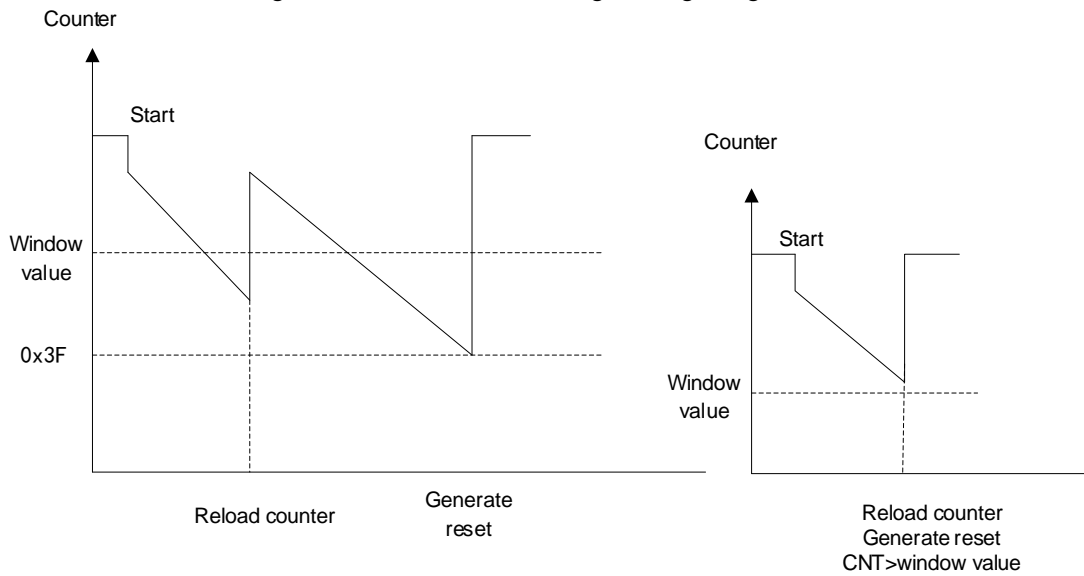 Counter
Start
Window
value
0x3F
Reload counter
Generate
reset
Counter
Start
Window
value
Reload counter
Generate reset
CNT>window value